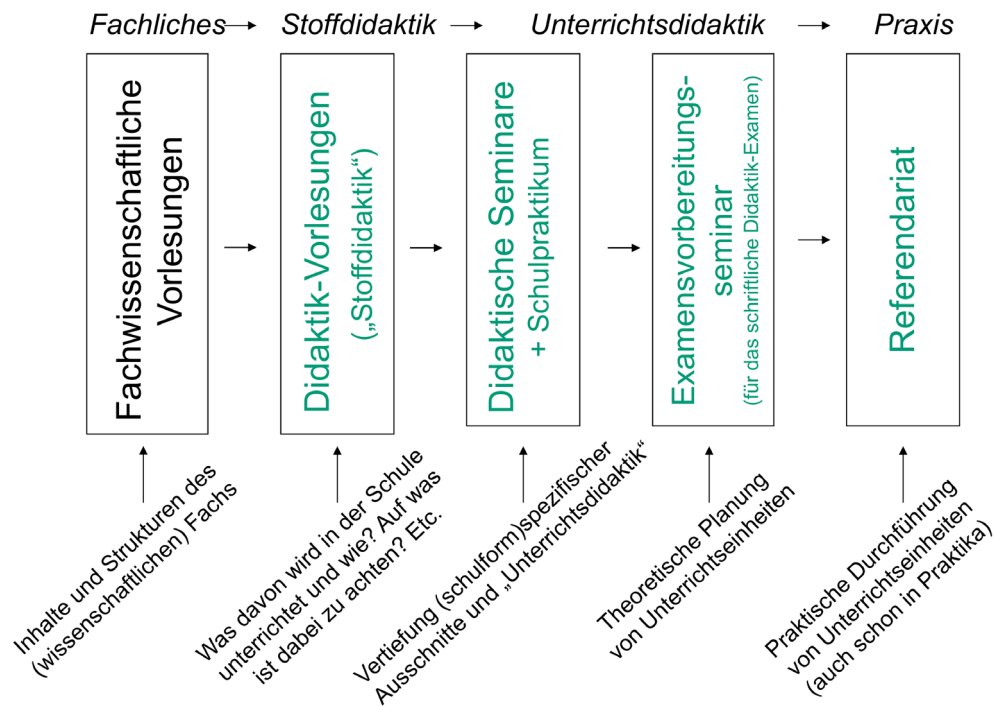 Fachliches
Stoffdidaktik
Unterrichtsdidaktik
Praxis
Fachwissenschaftliche
Vorlesungen
Didaktik-Vorlesungen
(„Stoffdidaktik“)
Didaktische Seminare
+ Schulpraktikum
Examensvorbereitungs-
seminar
(für das schriftliche Didaktik-Examen)
Referendariat
Inhalte und Strukturen des
(wissenschaftlichen) Fachs
Was davon wird in der Schule
unterrichtet und wie? Auf was
ist dabei zu achten? Etc.
Vertiefung (schulform)spezifischer
Ausschnitte und „Unterrichtsdidaktik“
Theoretische Planung
von Unterrichtseinheiten
Praktische Durchführung
von Unterrichtseinheiten
(auch schon in Praktika)